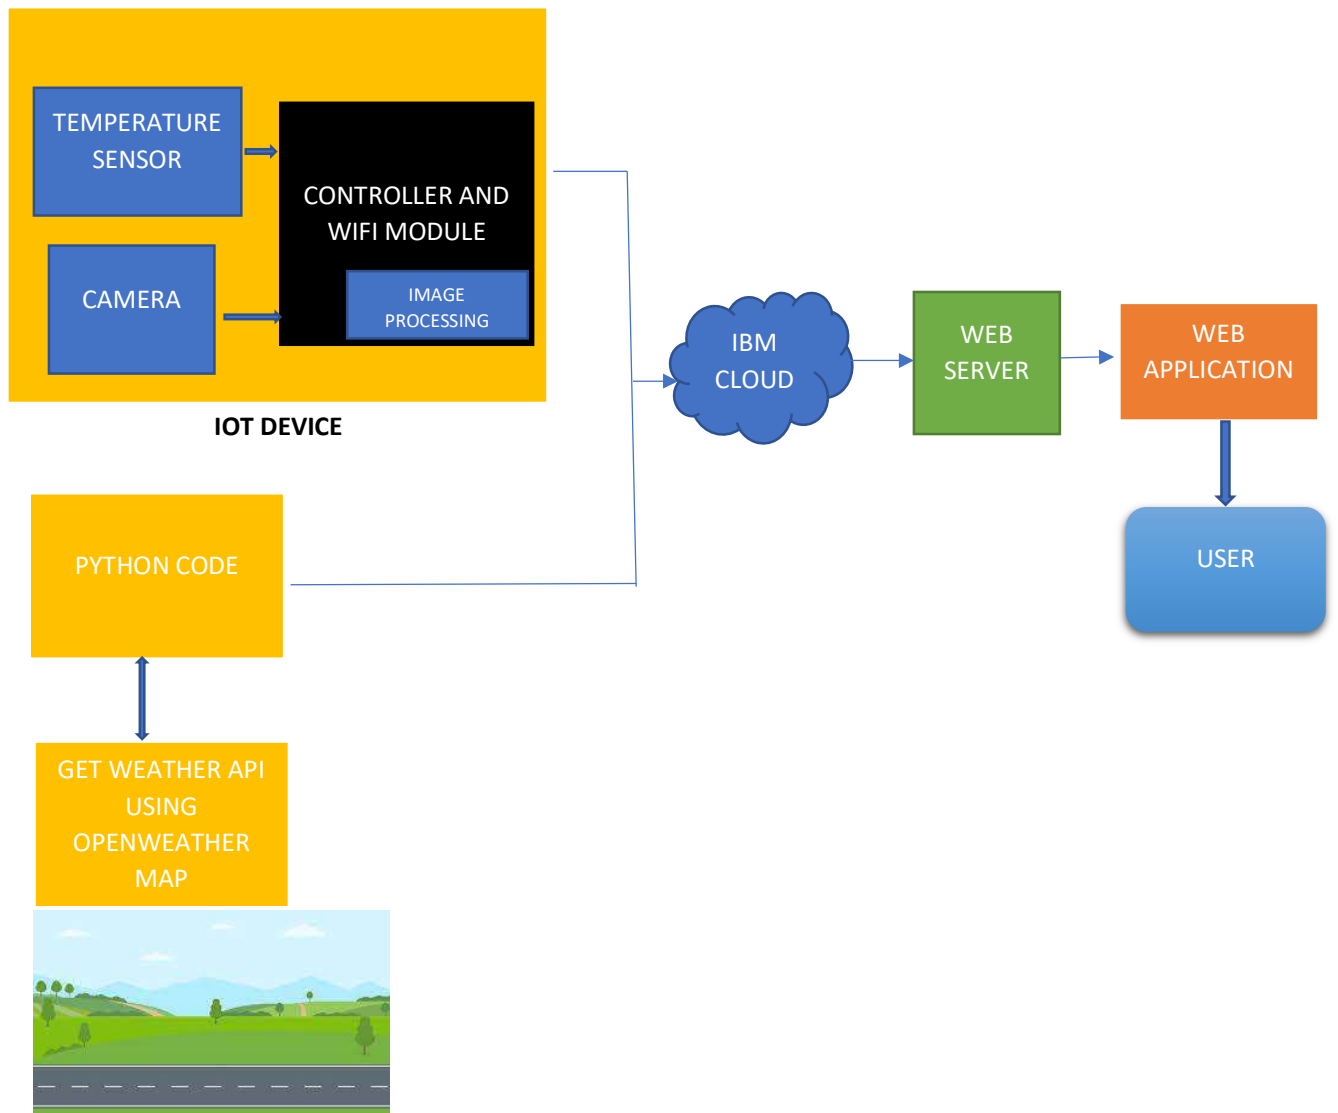 TEMPERATURE
SENSOR
CONTROLLER AND
WIFI MODULE
CAMERA
IMAGE
PROCESSING
IOT DEVICE
IBM
CLOUD
WEB
SERVER
WEB
APPLICATION
USER
PYTHON CODE
GET WEATHER API
USING
OPENWEATHER
MAP